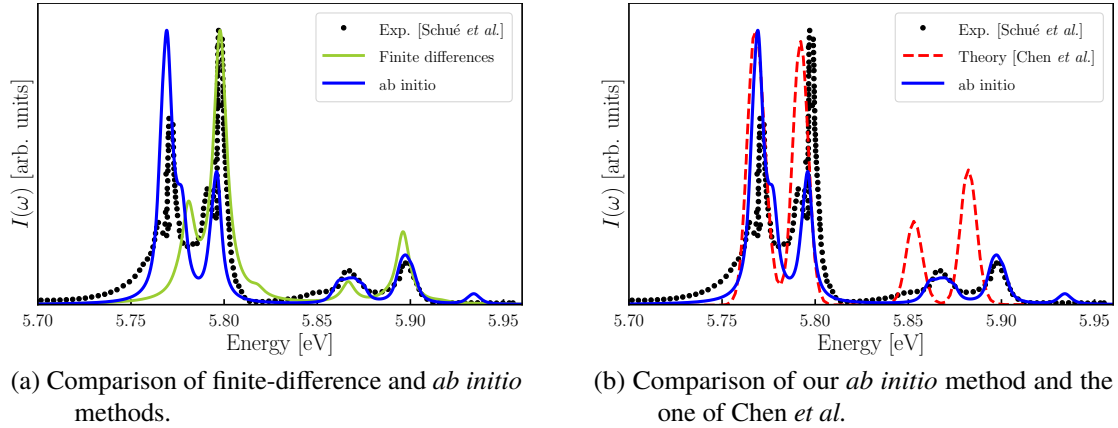 I(ω) [arb. units]
Exp. [Schué et al.]
Finite differences
ab initio
5.70 5.75 5.80 5.85 5.90 5.95
Energy [eV]
(a) Comparison of finite-difference and ab initio
methods.
I(ω) [arb. units]
Exp. [Schué et al.]
Theory [Chen et al.]
ab initio
5.70 5.75 5.80 5.85 5.90 5.95
Energy [eV]
(b) Comparison of our ab initio method and the
one of Chen et al.